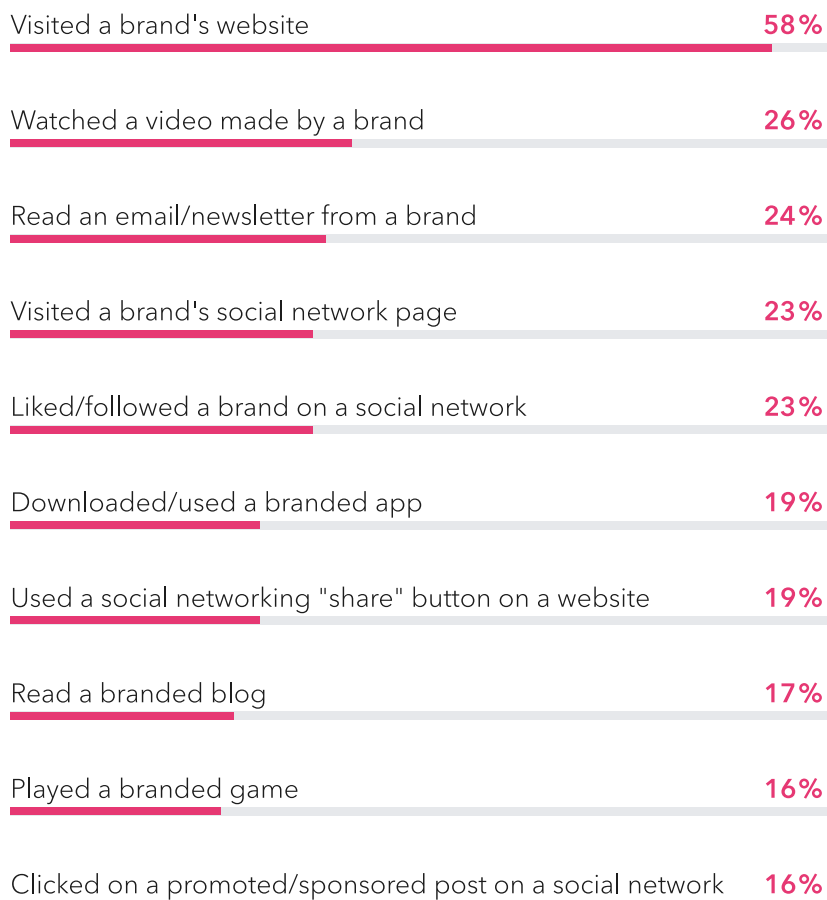 Visited a brand's website 58%
Watched a video made by a brand 26%
Read an email/newsletter from a brand 24%
Visited a brand's social network page 23%
Liked/followed a brand on a social network 23%
Downloaded/used a branded app 19%
Used a social networking "share" button on a website 19%
Read a branded blog 17%
Played a branded game 16%
Clicked on a promoted/sponsored post on a social network 16%